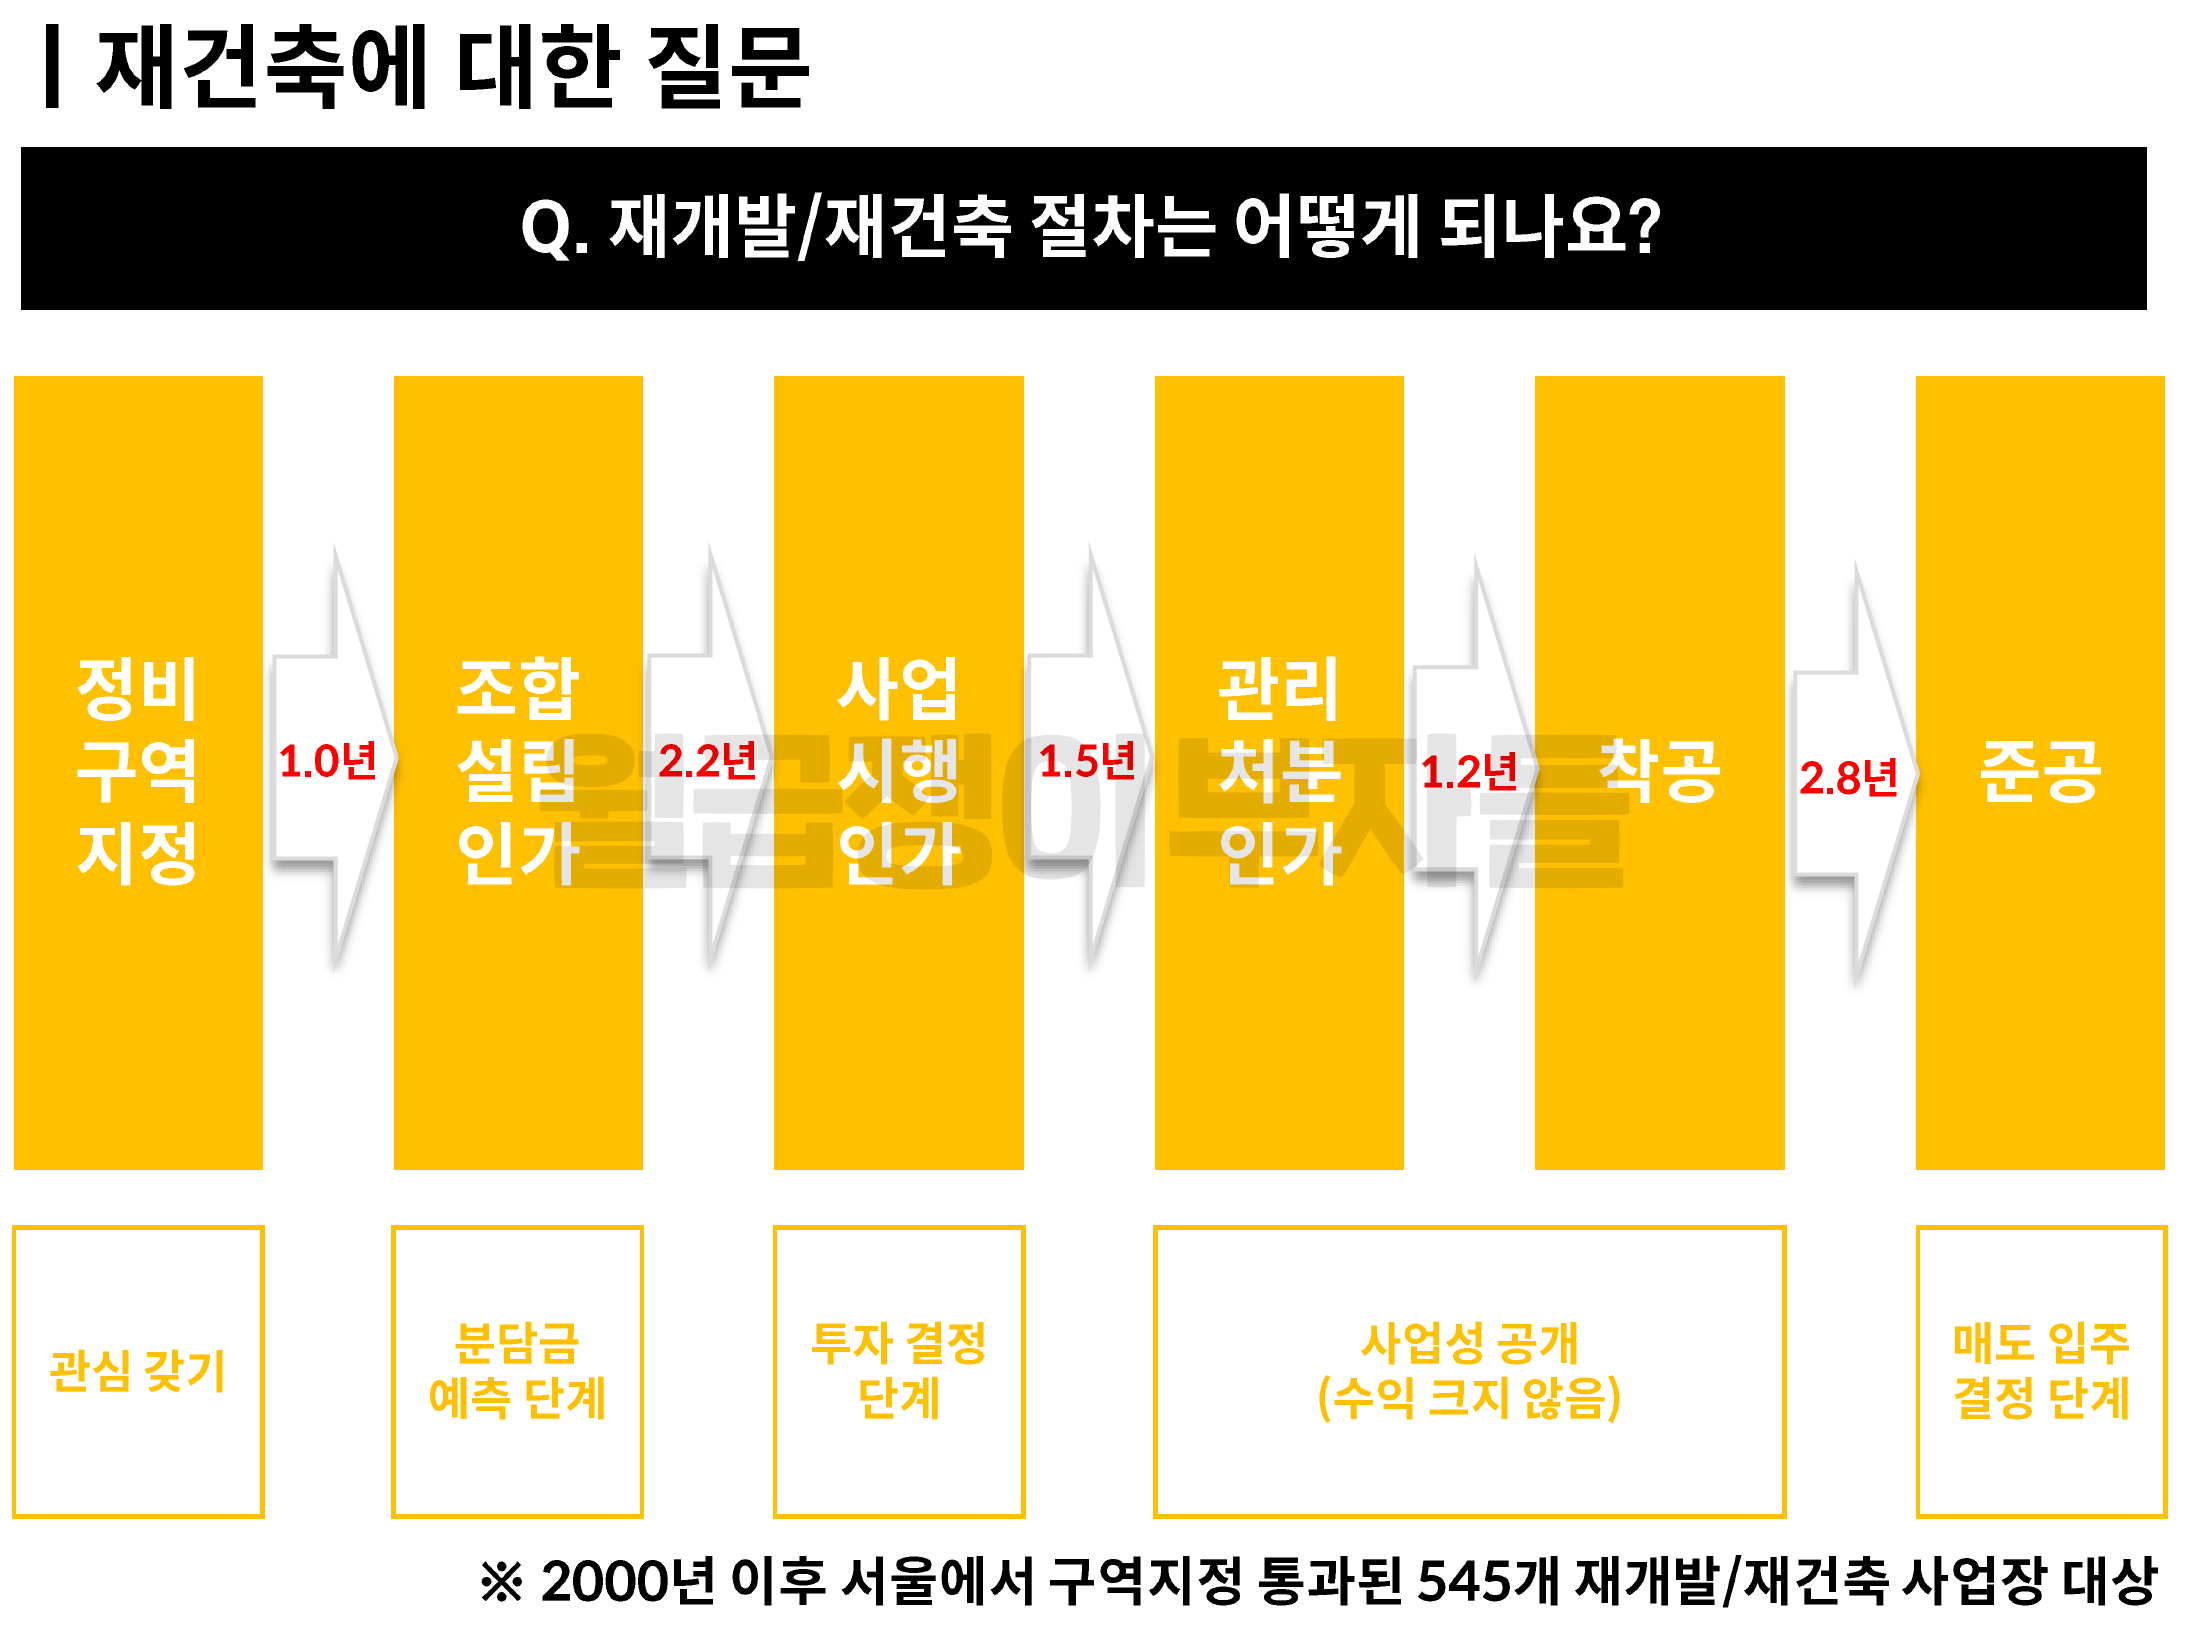 | 재건축에 대한 질문
Q. 재개발/재건축 절차는 어떻게 되나요?
정비
구역
지정
1.0년
조합
설립
인가
2.2년
사업
시행
인가
1.5년
관리
처분
인가
1.2년
착공
2.8년
준공
월급쟁이 부자들
관심 갖기
분담금
예측 단계
투자 결정
단계
사업성 공개
(수익 크지 않음)
매도 입주
결정 단계
※ 2000년 이후 서울에서 구역지정 통과된 545개 재개발/재건축 사업장 대상